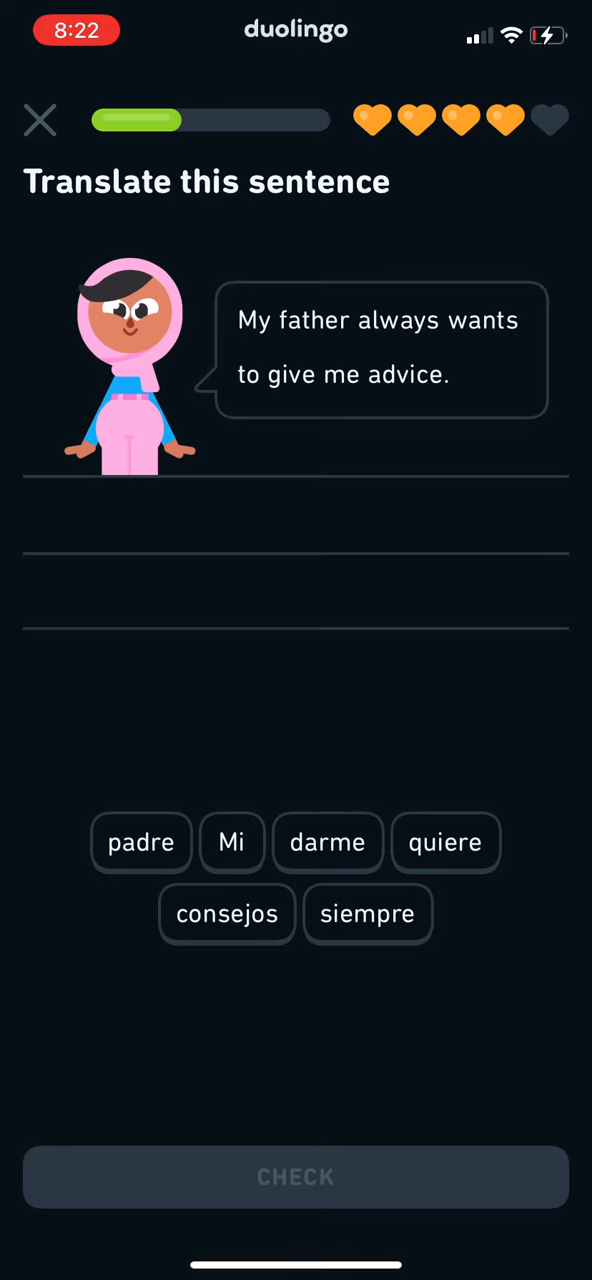 8:22
duolingo
Translate this sentence
My father always wants
to give me advice.
padre Mi darme quiere
consejos siempre
CHECK